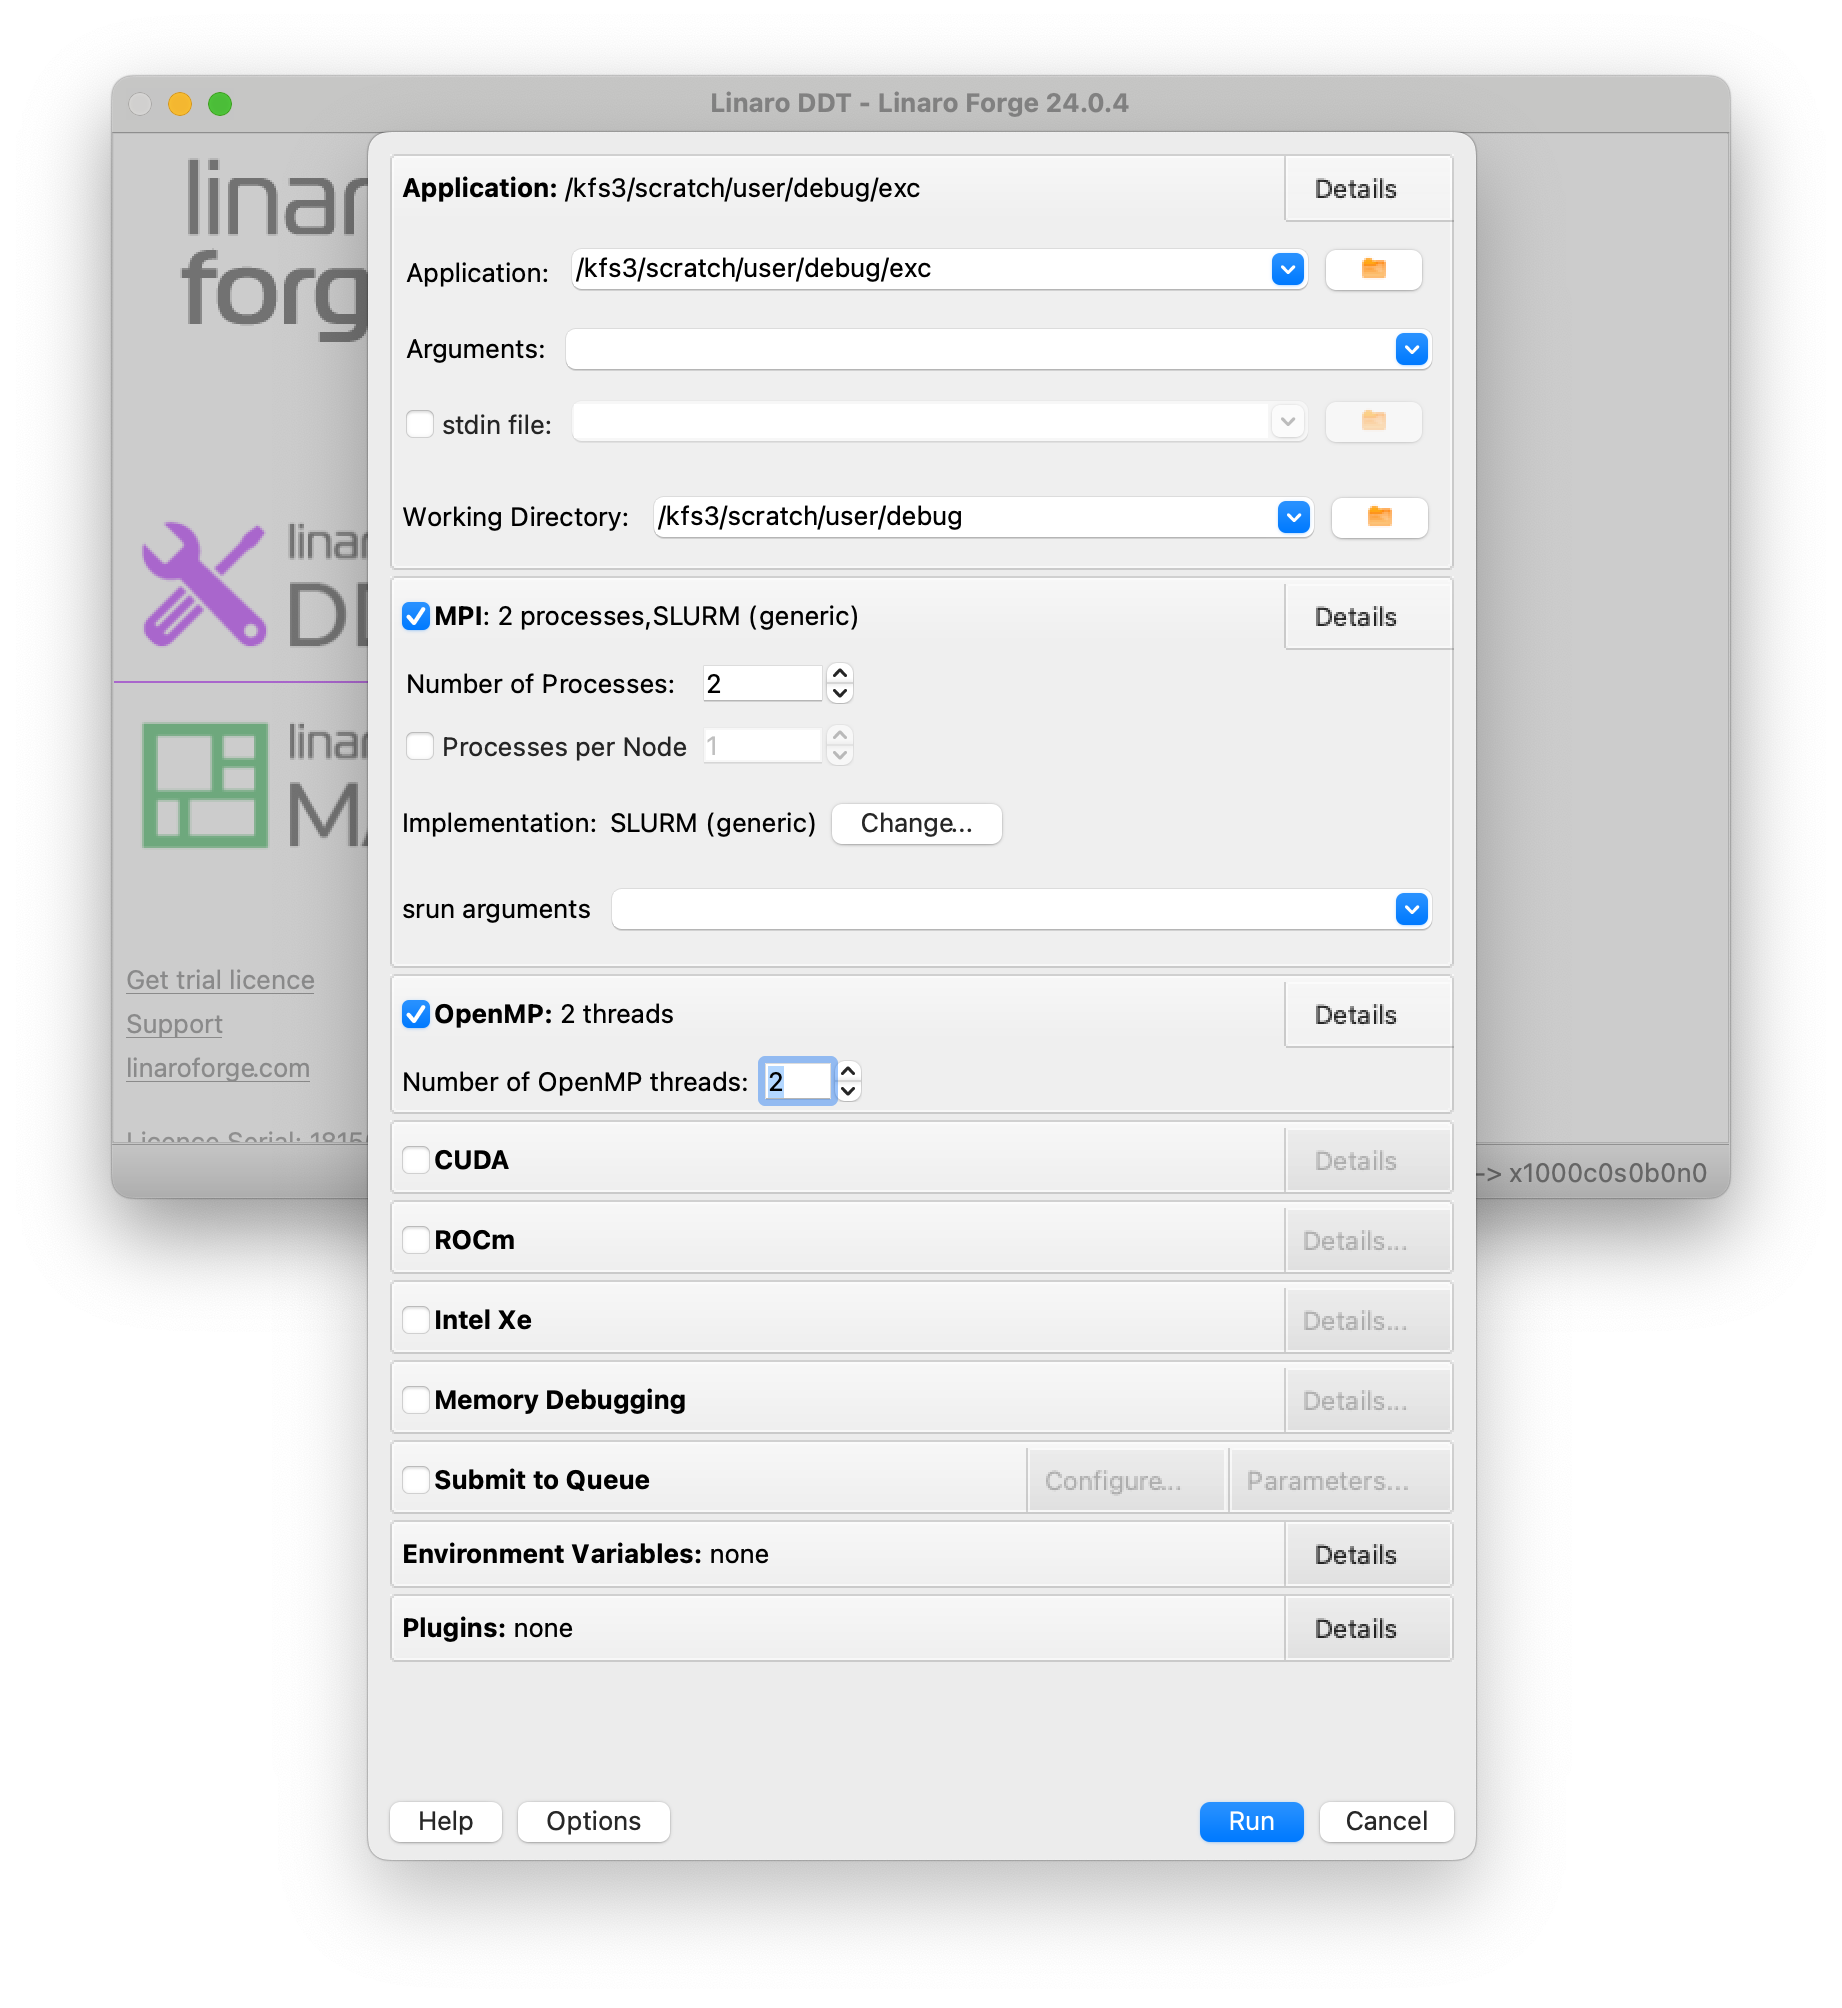 Linaro DDT - Linaro Forge 24.0.4
linar
forg
linar
DD
linar
MA
Get trial licence
Support
linaroforge.com
Licence Serial: 1815
-> x1000c0s0b0n0
Application: /kfs3/scratch/user/debug/exc Details
Application: /kfs3/scratch/user/debug/exc
Arguments:
stdin file:
Working Directory: /kfs3/scratch/user/debug
MPI: 2 processes,SLURM (generic) Details
Number of Processes: 2
Processes per Node 1
Implementation: SLURM (generic) Change...
srun arguments
OpenMP: 2 threads Details
Number of OpenMP threads: 2
CUDA Details
ROCm Details...
Intel Xe Details...
Memory Debugging Details...
Submit to Queue Configure... Parameters...
Environment Variables: none Details
Plugins: none Details
Help Options Run Cancel